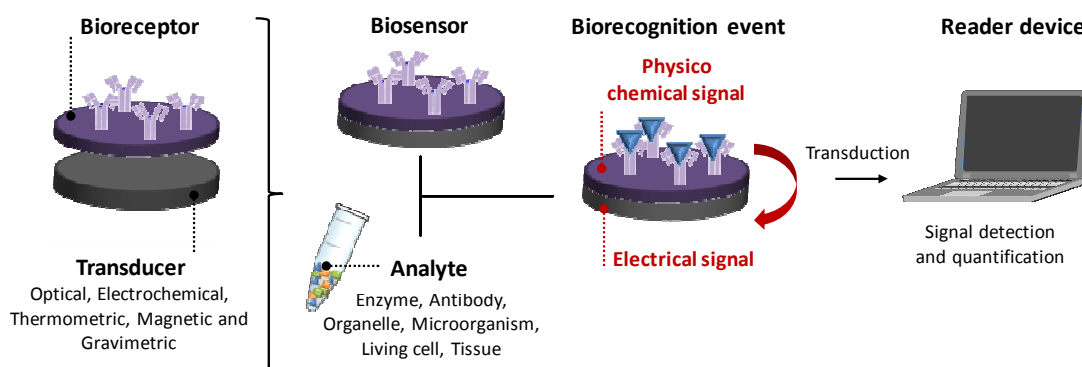 Bioreceptor
Transducer
Optical, Electrochemical,
Thermometric, Magnetic and
Gravimetric
Biosensor
Analyte
Enzyme, Antibody,
Organelle, Microorganism,
Living cell, Tissue
Biorecognition event
Physico
chemical signal
Electrical signal
Transduction
Reader device
Signal detection
and quantification